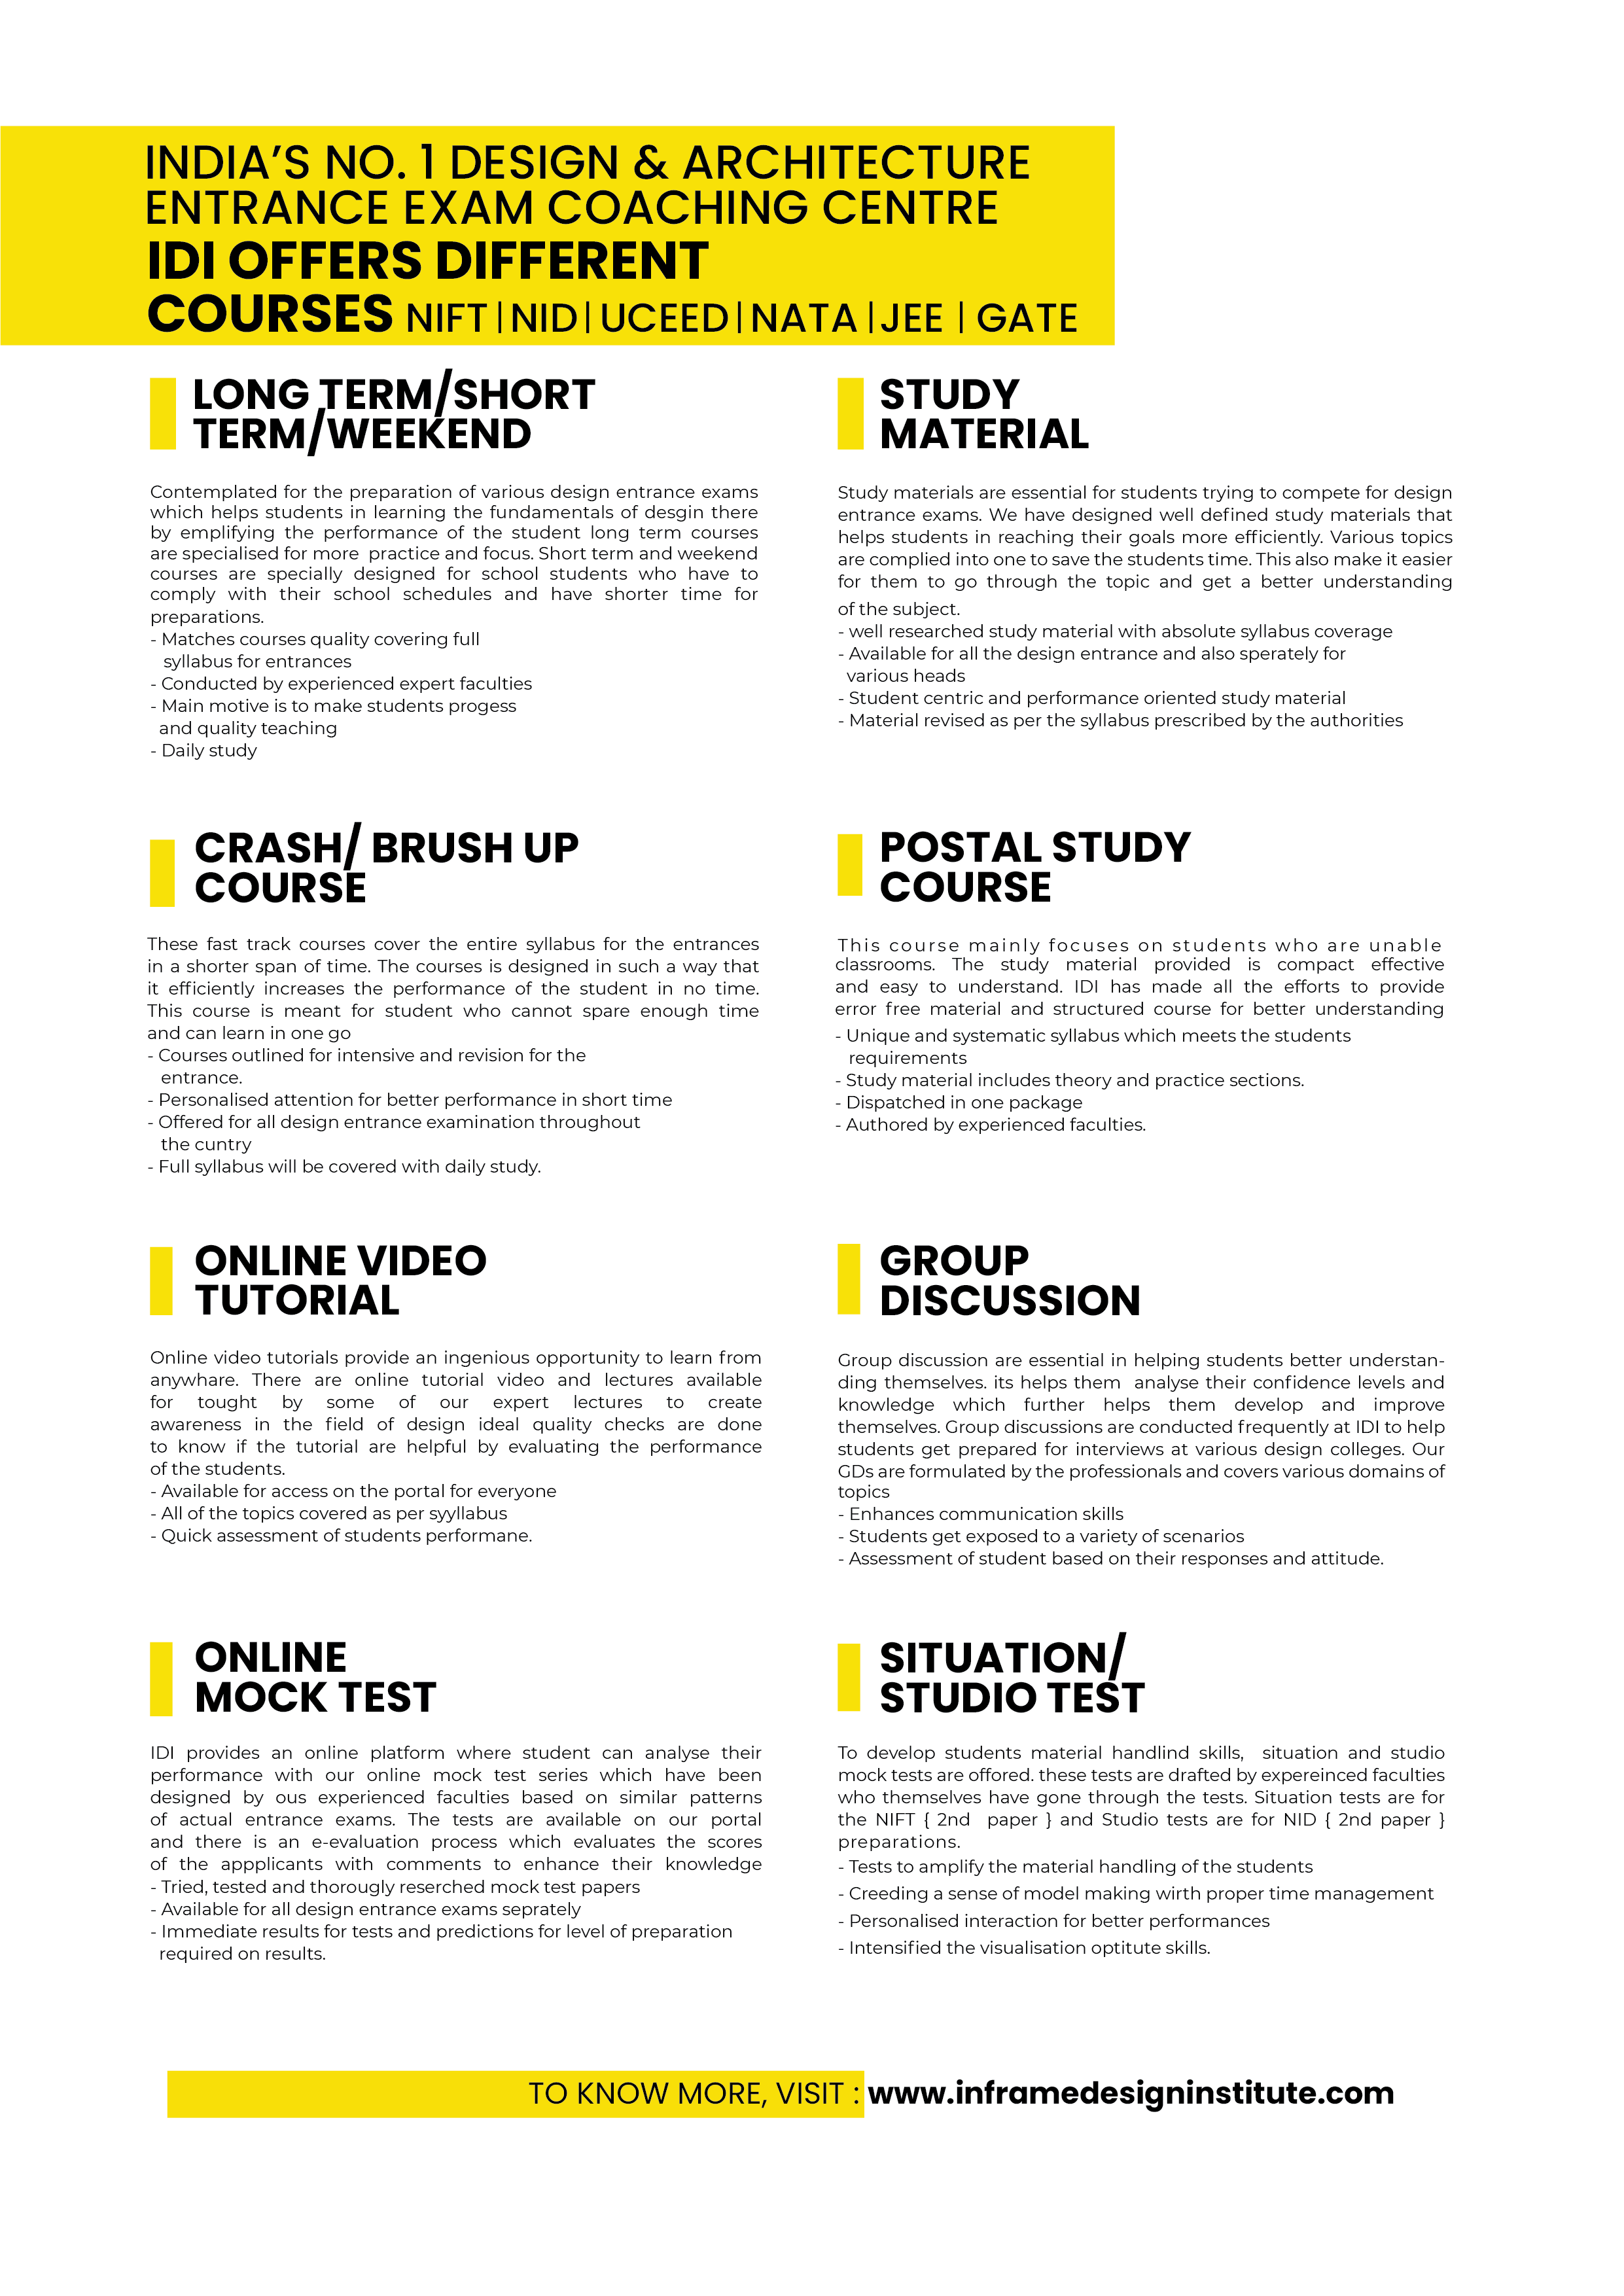 INDIA’S NO. 1 DESIGN & ARCHITECTURE
ENTRANCE EXAM COACHING CENTRE
IDI OFFERS DIFFERENT
COURSES NIFT | NID | UCEED | NATA | JEE | GATE
LONG TERM/SHORT
TERM/WEEKEND
Contemplated for the preparation of various design entrance exams
which helps students in learning the fundamentals of desgin there
by emplifying the performance of the student long term courses
are specialised for more practice and focus. Short term and weekend
courses are specially designed for school students who have to
comply with their school schedules and have shorter time for
preparations.
- Matches courses quality covering full
syllabus for entrances
- Conducted by experienced expert faculties
- Main motive is to make students progess
and quality teaching
- Daily study
STUDY
MATERIAL
Study materials are essential for students trying to compete for design
entrance exams. We have designed well defined study materials that
helps students in reaching their goals more efficiently. Various topics
are complied into one to save the students time. This also make it easier
for them to go through the topic and get a better understanding
of the subject.
- well researched study material with absolute syllabus coverage
- Available for all the design entrance and also sperately for
various heads
- Student centric and performance oriented study material
- Material revised as per the syllabus prescribed by the authorities
CRASH/ BRUSH UP
COURSE
These fast track courses cover the entire syllabus for the entrances
in a shorter span of time. The courses is designed in such a way that
it efficiently increases the performance of the student in no time.
This course is meant for student who cannot spare enough time
and can learn in one go
- Courses outlined for intensive and revision for the
entrance.
- Personalised attention for better performance in short time
- Offered for all design entrance examination throughout
the cuntry
- Full syllabus will be covered with daily study.
POSTAL STUDY
COURSE
This course mainly focuses on students who are unable
classrooms. The study material provided is compact effective
and easy to understand. IDI has made all the efforts to provide
error free material and structured course for better understanding
- Unique and systematic syllabus which meets the students
requirements
- Study material includes theory and practice sections.
- Dispatched in one package
- Authored by experienced faculties.
ONLINE VIDEO
TUTORIAL
Online video tutorials provide an ingenious opportunity to learn from
anywhare. There are online tutorial video and lectures available
for tought by some of our expert lectures to create
awareness in the field of design ideal quality checks are done
to know if the tutorial are helpful by evaluating the performance
of the students.
- Available for access on the portal for everyone
- All of the topics covered as per syyllabus
- Quick assessment of students performane.
GROUP
DISCUSSION
Group discussion are essential in helping students better understan-
ding themselves. its helps them analyse their confidence levels and
knowledge which further helps them develop and improve
themselves. Group discussions are conducted frequently at IDI to help
students get prepared for interviews at various design colleges. Our
GDs are formulated by the professionals and covers various domains of
topics
- Enhances communication skills
- Students get exposed to a variety of scenarios
- Assessment of student based on their responses and attitude.
ONLINE
MOCK TEST
IDI provides an online platform where student can analyse their
performance with our online mock test series which have been
designed by ous experienced faculties based on similar patterns
of actual entrance exams. The tests are available on our portal
and there is an e-evaluation process which evaluates the scores
of the appplicants with comments to enhance their knowledge
- Tried, tested and thorougly reserched mock test papers
- Available for all design entrance exams seprately
- Immediate results for tests and predictions for level of preparation
required on results.
SITUATION/
STUDIO TEST
To develop students material handlind skills, situation and studio
mock tests are offored. these tests are drafted by expereinced faculties
who themselves have gone through the tests. Situation tests are for
the NIFT { 2nd paper } and Studio tests are for NID { 2nd paper }
preparations.
- Tests to amplify the material handling of the students
- Creeding a sense of model making wirth proper time management
- Personalised interaction for better performances
- Intensified the visualisation optitute skills.
TO KNOW MORE, VISIT : www.inframedesigninstitute.com